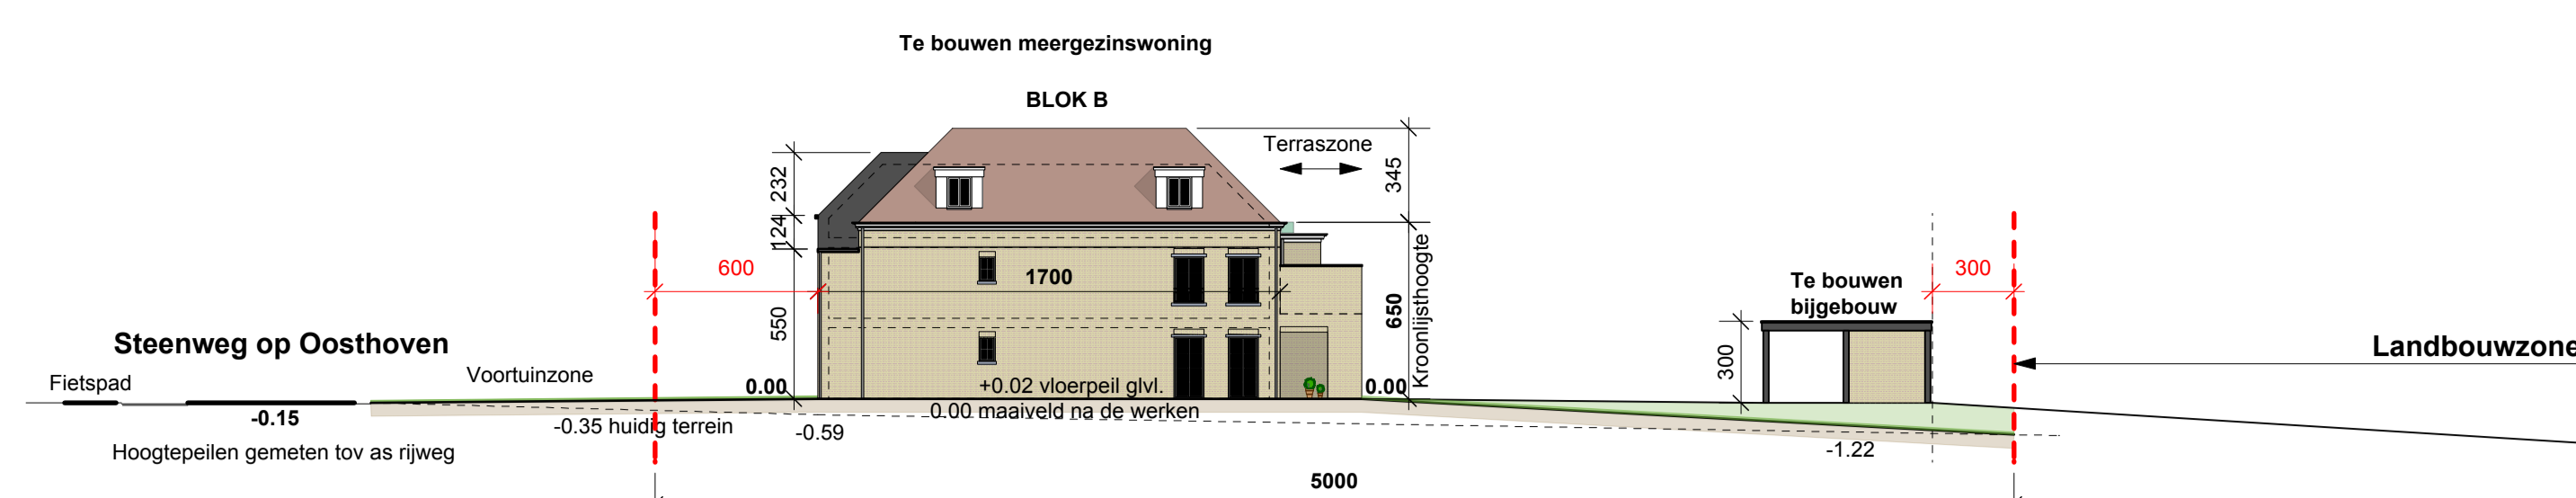 Te bouwen meergezinswoning
BLOK B
Terraszone
232
124
550
345
650
Kroonlijsthoogte
600
1700
Te bouwen
bijgebouw
300
300
Steenweg op Oosthoven
Landbouwzone
Fietspad
Voortuinzone
0.00
+0.02 vloerpeil glvl.
0.00
-0.00 maaiveld na de werken
-0.15
-0.35 huidig terrein
-0.59
-1.22
Hoogtepeilen gemeten tov as rijweg
5000